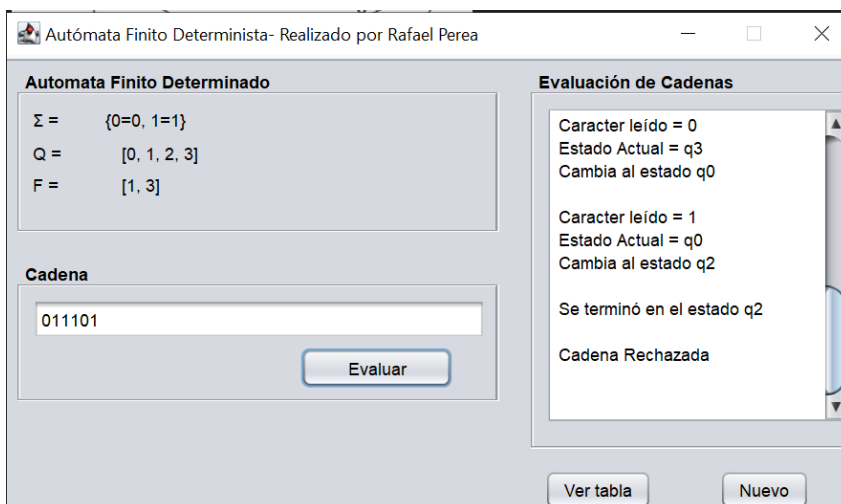 Autómata Finito Determinista- Realizado por Rafael Perea
Automata Finito Determinado
Σ = {0=0, 1=1}
Q = [0, 1, 2, 3]
F = [1, 3]
Cadena
011101
Evaluar
Evaluación de Cadenas
Caracter leído = 0
Estado Actual = q3
Cambia al estado q0
Caracter leído = 1
Estado Actual = q0
Cambia al estado q2
Se terminó en el estado q2
Cadena Rechazada
Ver tabla
Nuevo